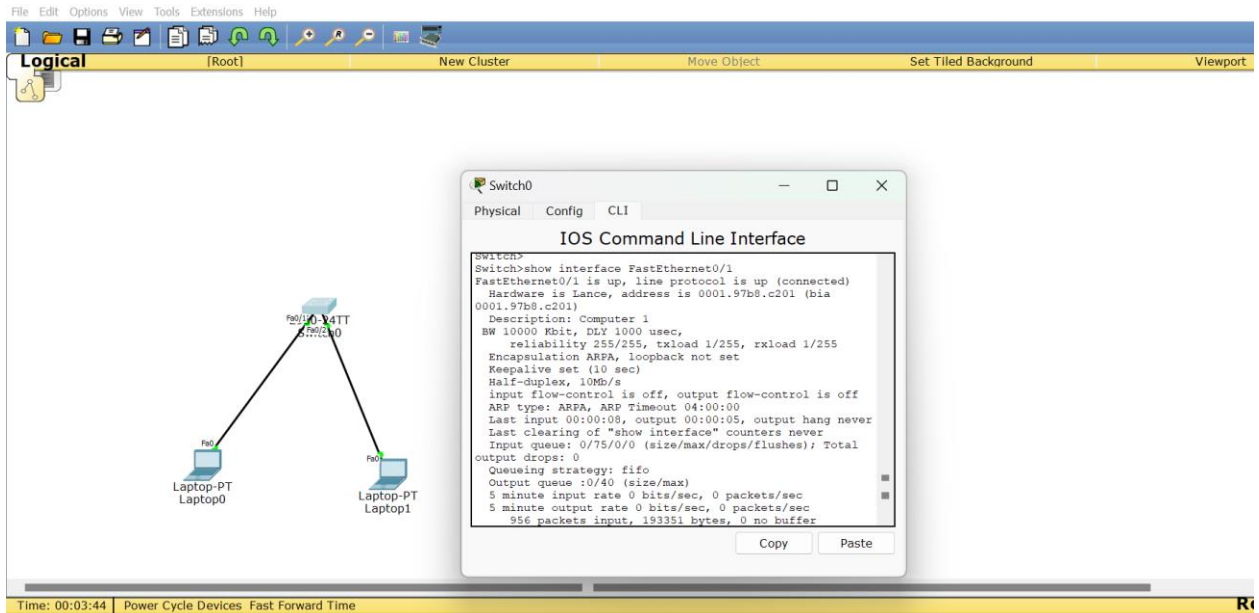 File Edit Options View Tools Extensions Help
Logical [Root] New Cluster Move Object Set Tiled Background Viewport
Switch0
Physical Config CLI
IOS Command Line Interface
Switch>
Switch>show interface FastEthernet0/1
FastEthernet0/1 is up, line protocol is up (connected)
Hardware is Lance, address is 0001.97b8.c201 (bia
0001.97b8.c201)
Description: Computer 1
BW 10000 Kbit, DLY 1000 usec,
reliability 255/255, txload 1/255, rxload 1/255
Encapsulation ARPA, loopback not set
Keepalive set (10 sec)
Half-duplex, 10Mb/s
input flow-control is off, output flow-control is off
ARP type: ARPA, ARP Timeout 04:00:00
Last input 00:00:08, output 00:00:05, output hang never
Last clearing of "show interface" counters never
Input queue: 0/75/0/0 (size/max/drops/flushes); Total
output drops: 0
Queueing strategy: fifo
Output queue :0/40 (size/max)
5 minute input rate 0 bits/sec, 0 packets/sec
5 minute output rate 0 bits/sec, 0 packets/sec
956 packets input, 193351 bytes, 0 no buffer
Copy Paste
Fa0/1
Fa0/2
Fa0
Laptop-PT
Laptop0
Fa0
Laptop-PT
Laptop1
Time: 00:03:44 Power Cycle Devices Fast Forward Time